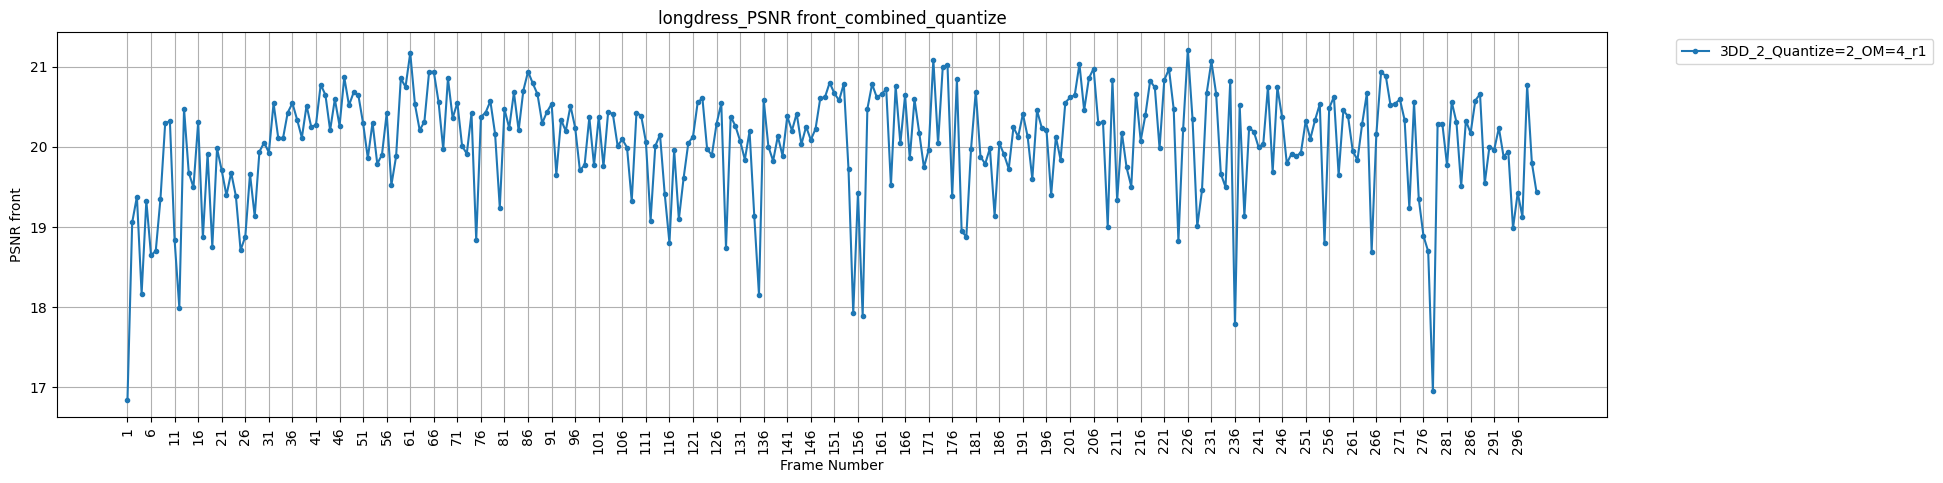 longdress_PSNR front_combined_quantize
3DD_2_Quantize=2_OM=4_r1
PSNR front
21
20
19
18
17
1 6 11 16 21 26 31 36 41 46 51 56 61 66 71 76 81 86 91 96 101 106 111 116 121 126 131 136 141 146 151 156 161 166 171 176 181 186 191 196 201 206 211 216 221 226 231 236 241 246 251 256 261 266 271 276 281 286 291 296
Frame Number